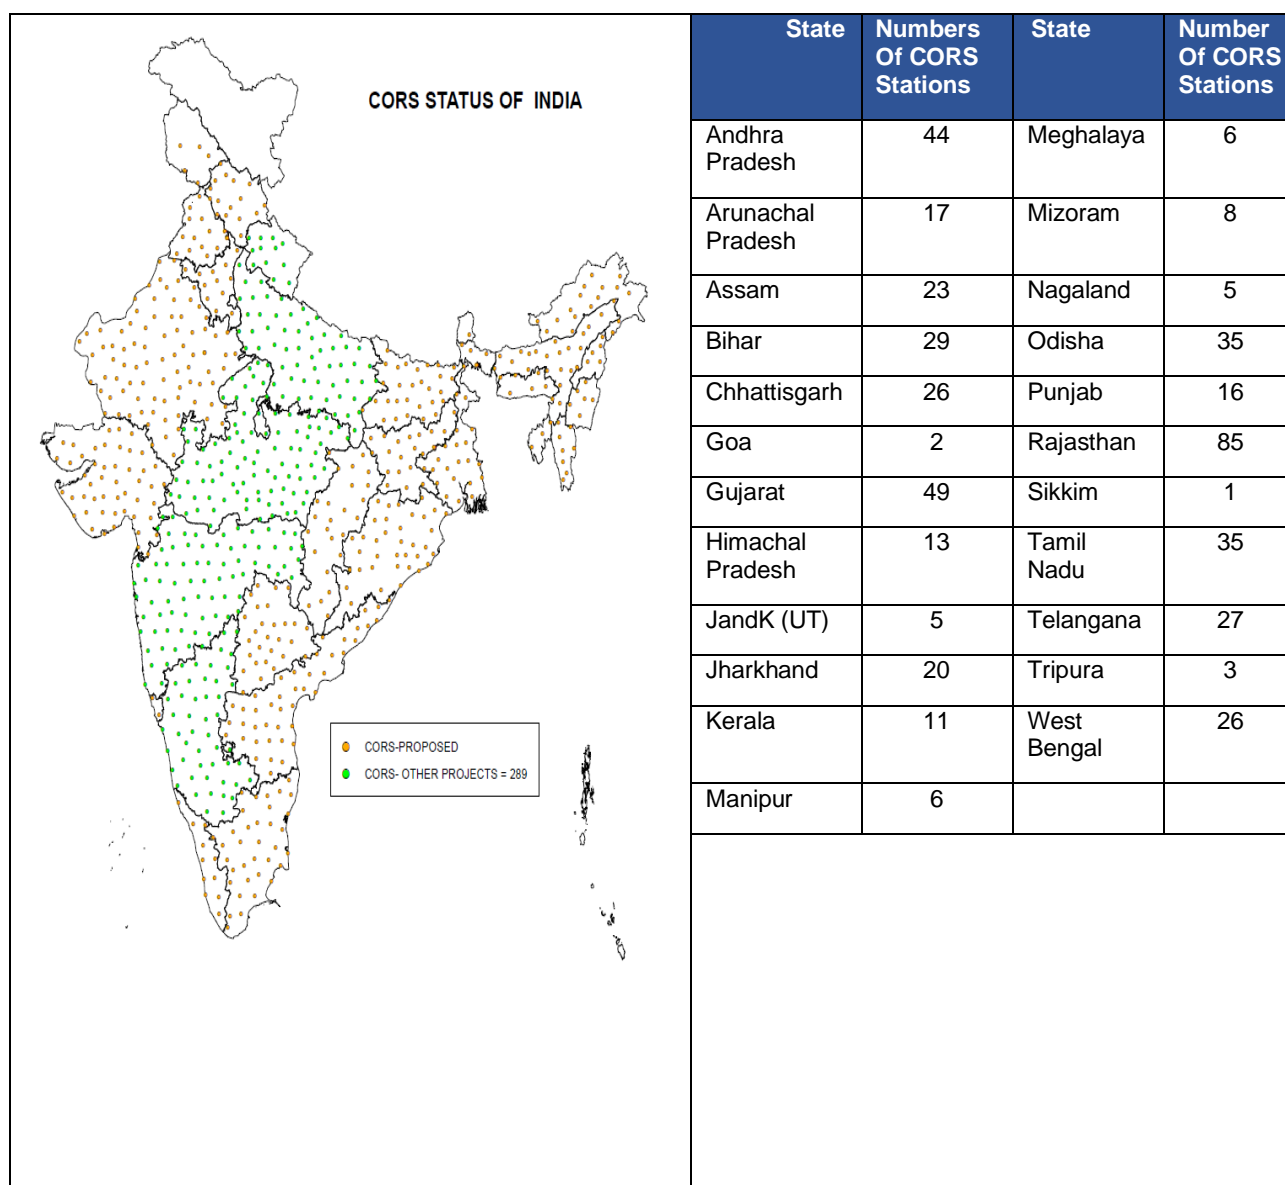 CORS STATUS OF INDIA
CORS-PROPOSED
CORS- OTHER PROJECTS = 289
State Numbers Of CORS Stations State Number Of CORS Stations
Andhra Pradesh 44 Meghalaya 6
Arunachal Pradesh 17 Mizoram 8
Assam 23 Nagaland 5
Bihar 29 Odisha 35
Chhattisgarh 26 Punjab 16
Goa 2 Rajasthan 85
Gujarat 49 Sikkim 1
Himachal Pradesh 13 Tamil Nadu 35
JandK (UT) 5 Telangana 27
Jharkhand 20 Tripura 3
Kerala 11 West Bengal 26
Manipur 6